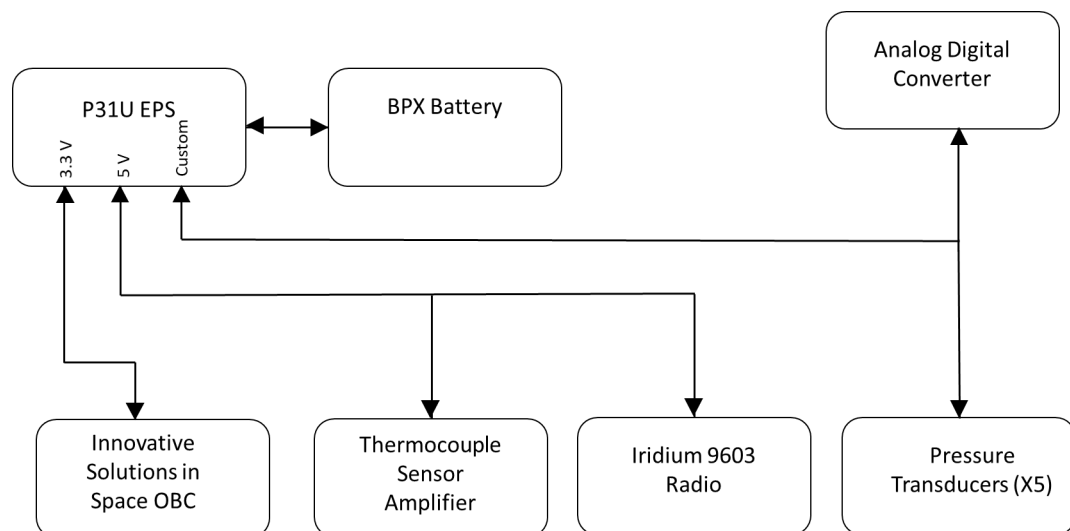 Analog Digital
Converter
P31U EPS
BPX Battery
3.3 V
5 V
Custom
Innovative
Solutions in
Space OBC
Thermocouple
Sensor
Amplifier
Iridium 9603
Radio
Pressure
Transducers (X5)